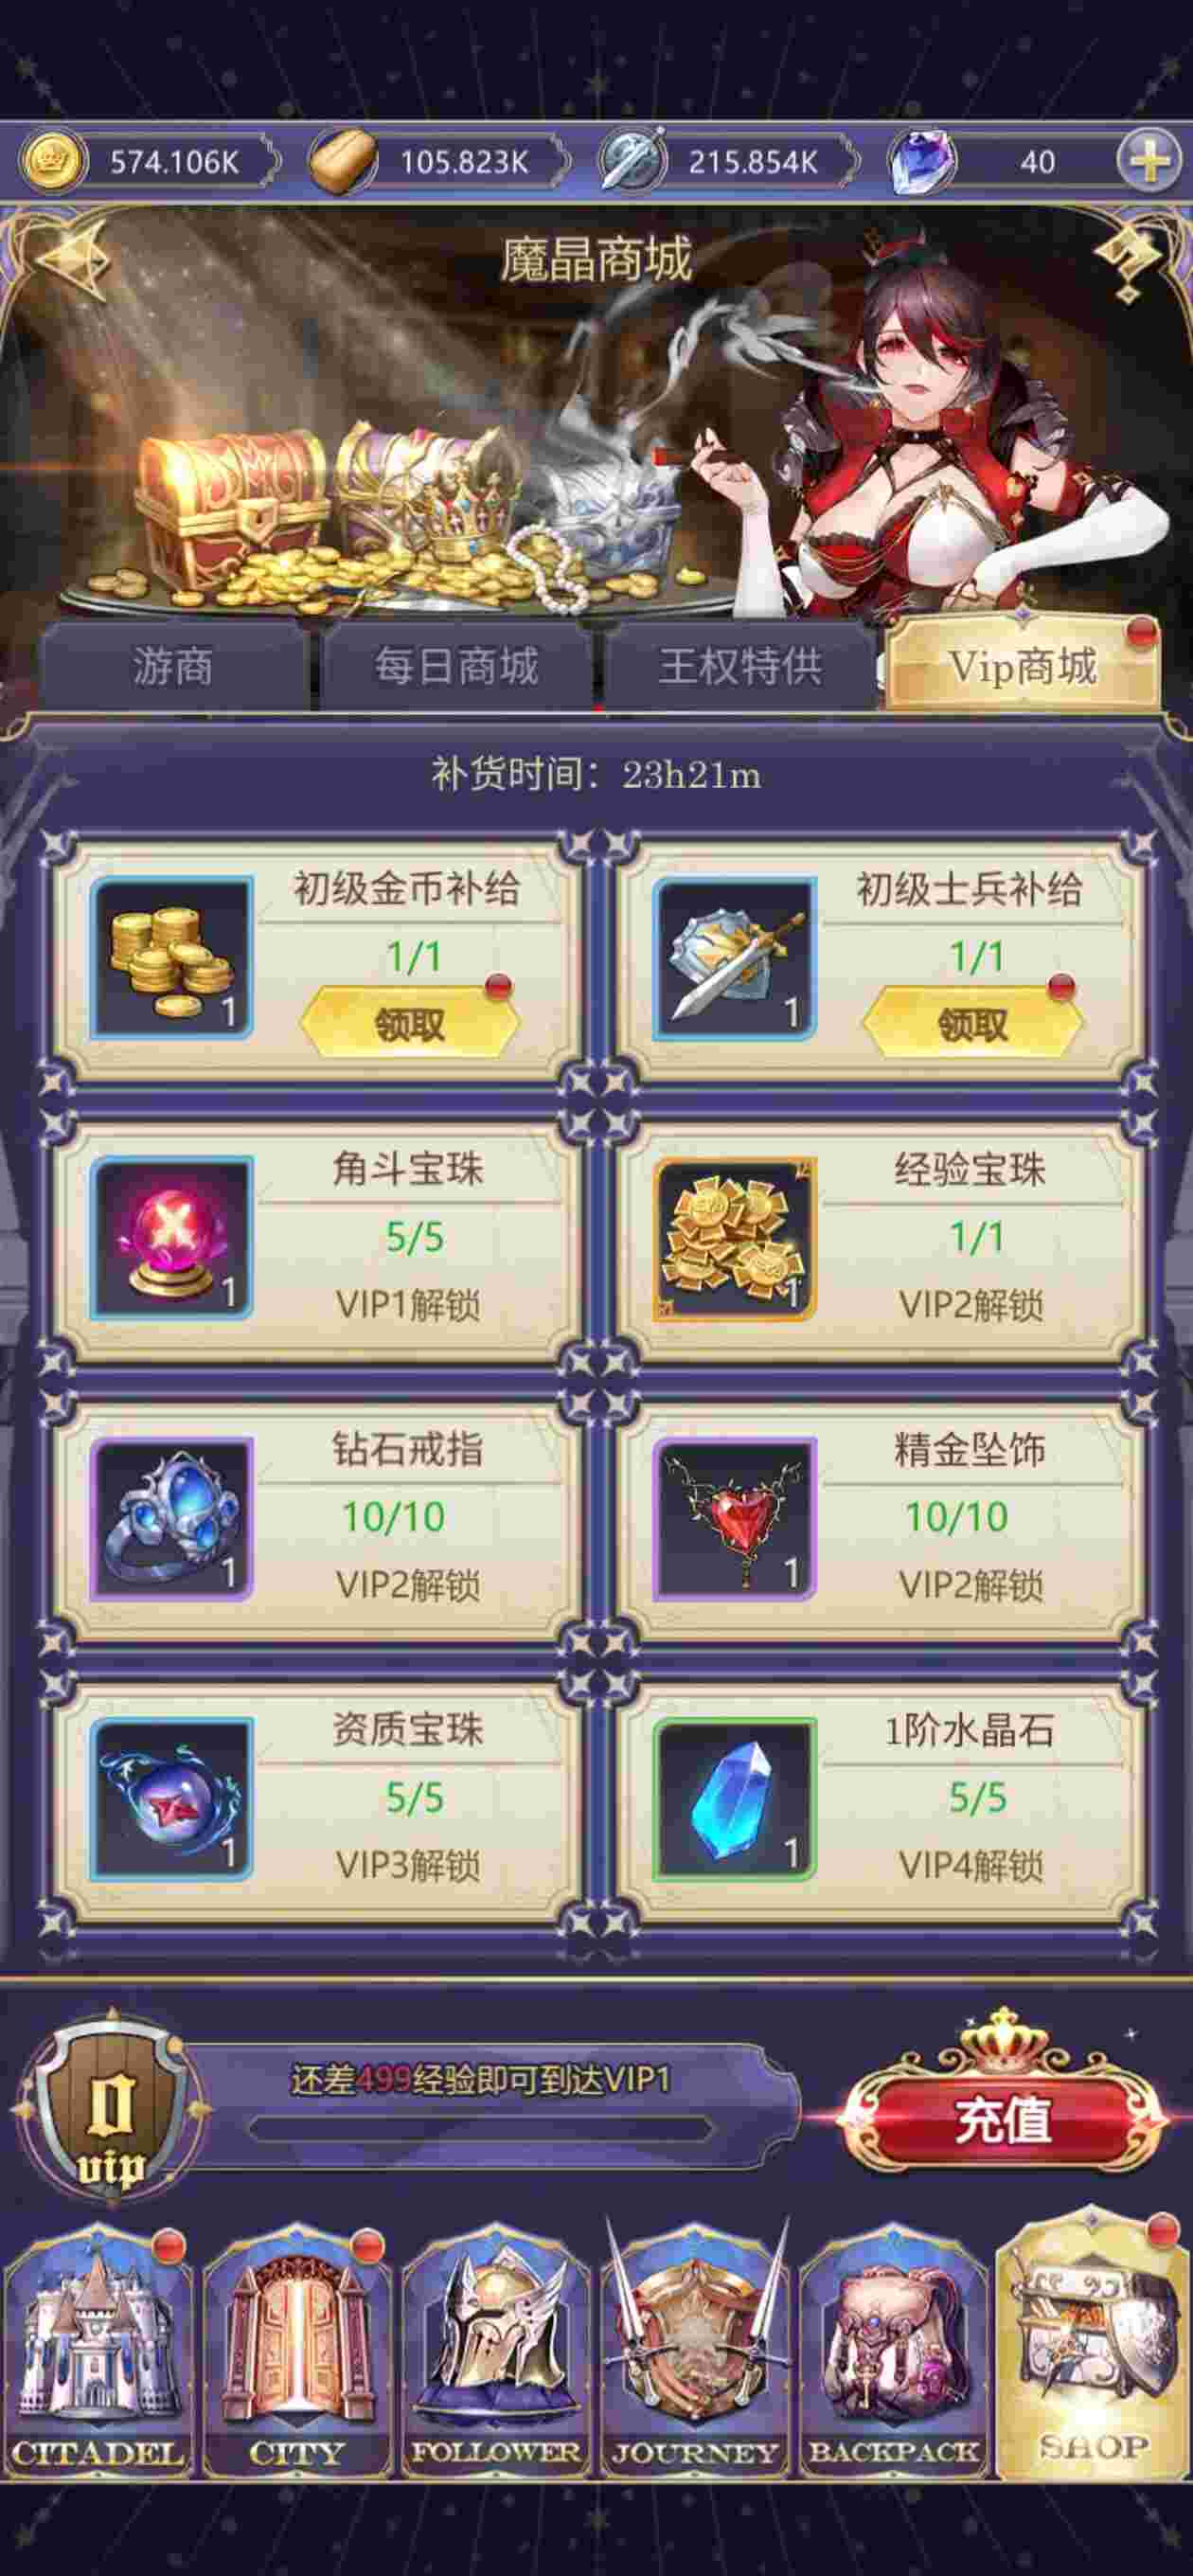 574.106K 105.823K 215.854K 40
魔晶商城
游商 每日商城 王权特供 Vip商城
补货时间：23h21m
初级金币补给
1/1
1
领取
初级士兵补给
1/1
1
领取
角斗宝珠
5/5
1
VIP1解锁
经验宝珠
1/1
1
VIP2解锁
钻石戒指
10/10
1
VIP2解锁
精金坠饰
10/10
1
VIP2解锁
资质宝珠
5/5
1
VIP3解锁
1阶水晶石
5/5
1
VIP4解锁
0
vip
还差499经验即可到达VIP1
充值
CITADEL CITY FOLLOWER JOURNEY BACKPACK SHOP